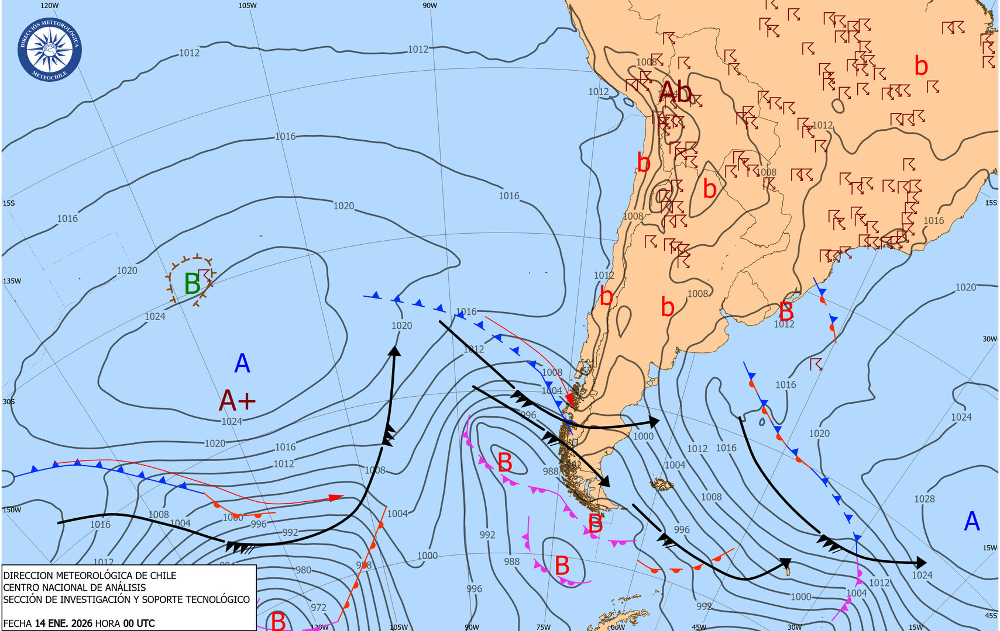 120W
105W
90W
DIRECCIÓN METEOROLÓGICA
METEOCHILE
1012
1012
1008
b
Ab
1004
1012
1012
1016
b
1008
b
15S
1016
1020
1016
1008
15S
1016
1020
135W
B
1024
1012
b
b
1008
B
1012
1020
1016
1020
30W
1012
A
1008
1004
1016
30S
A+
1024
996
1024
1020
1000
1020
1016
1012
1012
1016
B
988
992
1004
1008
1008
1028
150W
1016
1008
1004
1000
996
992
1004
992
B
996
A
1000
988
B
15W
1012
984
980
988
996
1024
1012
1004
1000
992
972
B
DIRECCION METEOROLÓGICA DE CHILE
CENTRO NACIONAL DE ANÁLISIS
SECCIÓN DE INVESTIGACIÓN Y SOPORTE TECNOLÓGICO
FECHA 14 ENE. 2026 HORA 00 UTC
120W
105W
90W
75W
60W
45W
30W
15W
45S